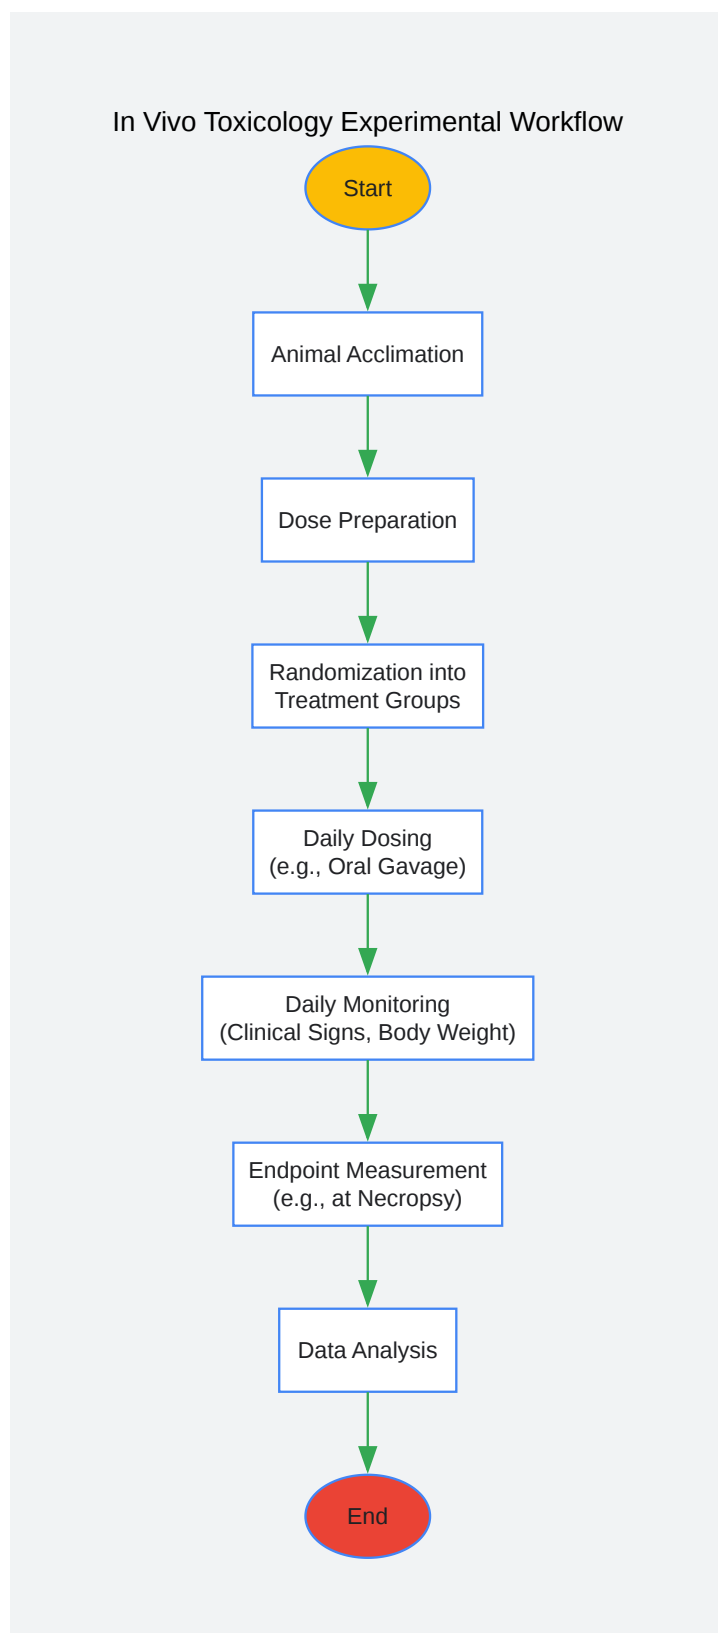 In Vivo Toxicology Experimental Workflow
Start
Animal Acclimation
Dose Preparation
Randomization into
Treatment Groups
Daily Dosing
(e.g., Oral Gavage)
Daily Monitoring
(Clinical Signs, Body Weight)
Endpoint Measurement
(e.g., at Necropsy)
Data Analysis
End